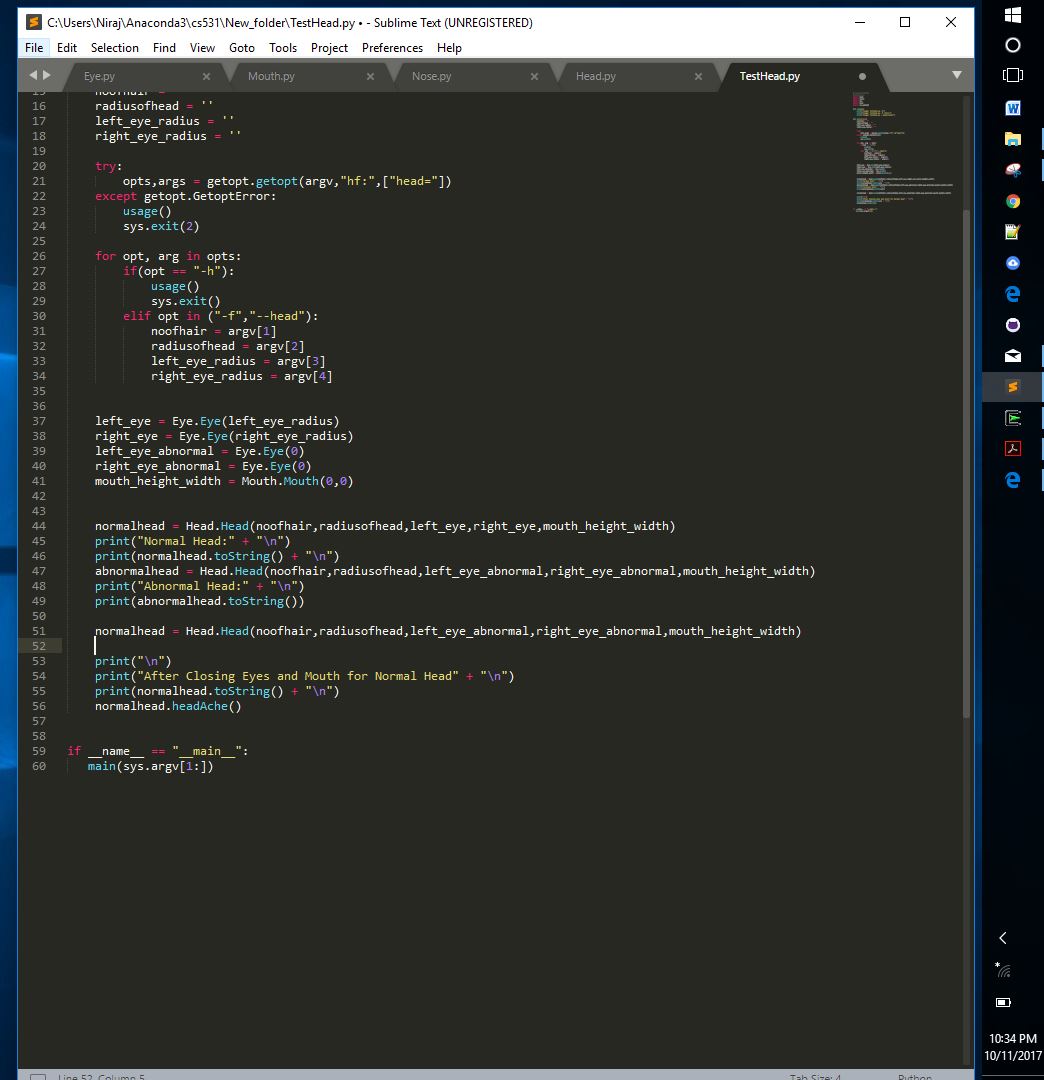 C:\Users\Niraj\Anaconda3\cs531\New_folder\TestHead.py • - Sublime Text (UNREGISTERED)
File Edit Selection Find View Goto Tools Project Preferences Help
Eye.py Mouth.py Nose.py Head.py TestHead.py
15 noofhair = ''
16 radiusofhead = ''
17 left_eye_radius = ''
18 right_eye_radius = ''
19
20 try:
21 opts,args = getopt.getopt(argv,"hf:",["head="])
22 except getopt.GetoptError:
23 usage()
24 sys.exit(2)
25
26 for opt, arg in opts:
27 if(opt == "-h"):
28 usage()
29 sys.exit()
30 elif opt in ("-f","--head"):
31 noofhair = argv[1]
32 radiusofhead = argv[2]
33 left_eye_radius = argv[3]
34 right_eye_radius = argv[4]
35
36
37 left_eye = Eye.Eye(left_eye_radius)
38 right_eye = Eye.Eye(right_eye_radius)
39 left_eye_abnormal = Eye.Eye(0)
40 right_eye_abnormal = Eye.Eye(0)
41 mouth_height_width = Mouth.Mouth(0,0)
42
43
44 normalhead = Head.Head(noofhair,radiusofhead,left_eye,right_eye,mouth_height_width)
45 print("Normal Head:" + "\n")
46 print(normalhead.toString() + "\n")
47 abnormalhead = Head.Head(noofhair,radiusofhead,left_eye_abnormal,right_eye_abnormal,mouth_height_width)
48 print("Abnormal Head:" + "\n")
49 print(abnormalhead.toString())
50
51 normalhead = Head.Head(noofhair,radiusofhead,left_eye_abnormal,right_eye_abnormal,mouth_height_width)
52
53 print("\n")
54 print("After Closing Eyes and Mouth for Normal Head" + "\n")
55 print(normalhead.toString() + "\n")
56 normalhead.headAche()
57
58
59 if __name__ == "__main__":
60 main(sys.argv[1:])
Line 52, Column 5 Tab Size: 4 Python
10:34 PM
10/11/2017